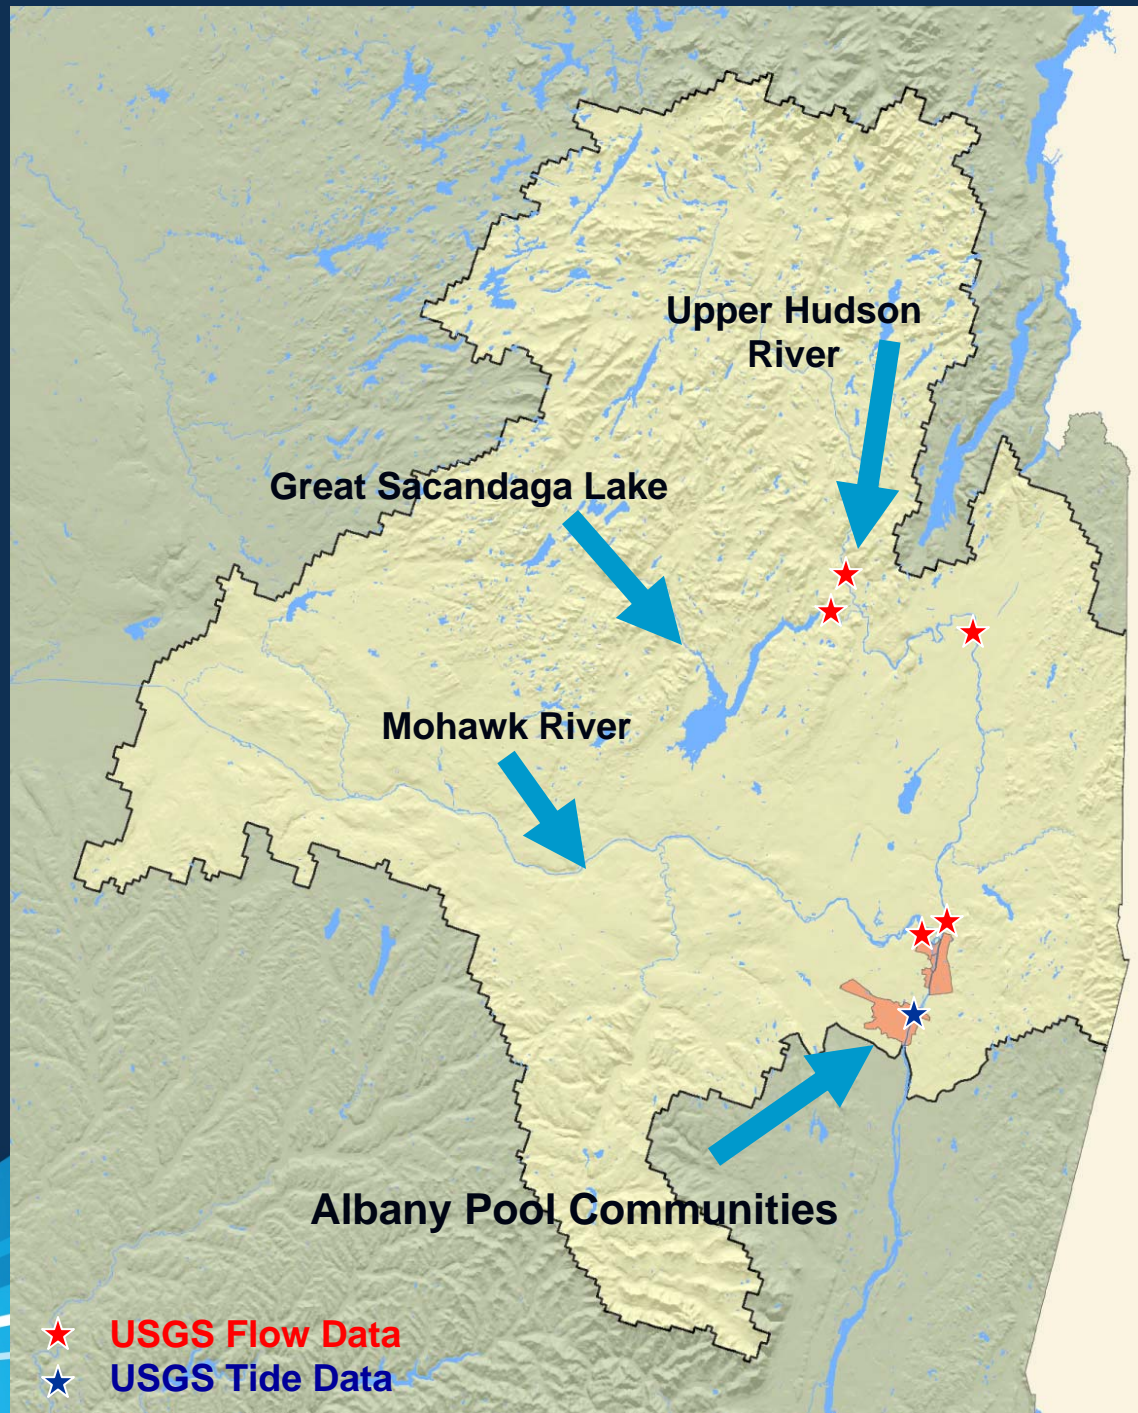 Upper Hudson
River
Great Sacandaga Lake
Mohawk River
Albany Pool Communities
USGS Flow Data
USGS Tide Data